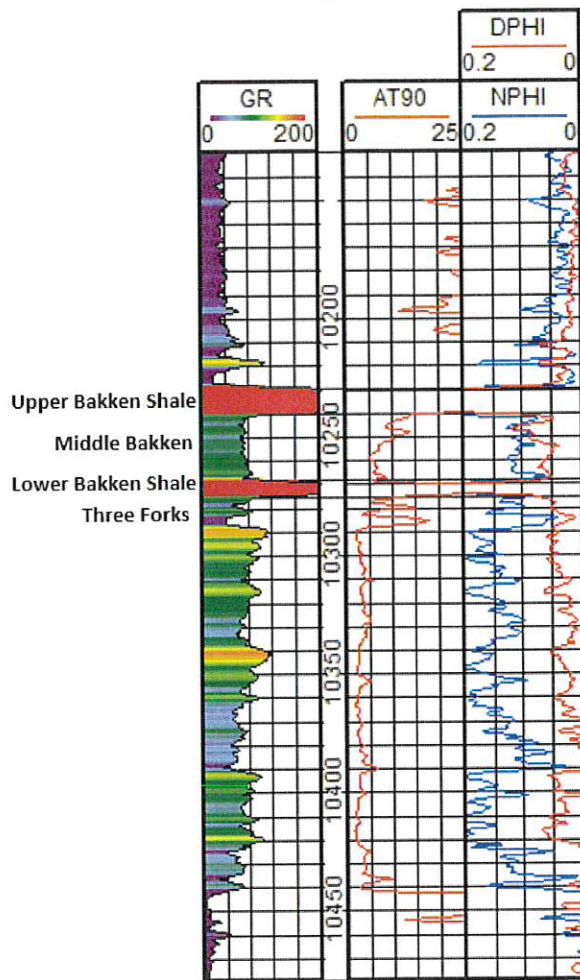 DPHI
0.2 0
GR AT90 NPHI
0 200 0 25 0.2 0
10200
Upper Bakken Shale
10250
Middle Bakken
Lower Bakken Shale
Three Forks
10300
10350
10400
10450